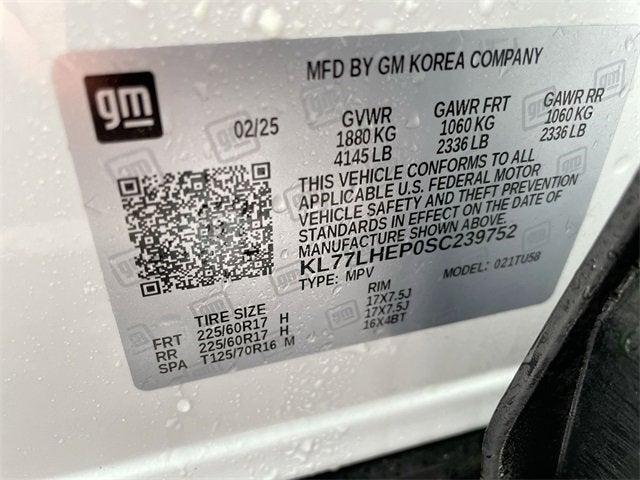 gm
MFD BY GM KOREA COMPANY
02/25 GVWR GAWR FRT GAWR RR
1880 KG 1060 KG 1060 KG
4145 LB 2336 LB 2336 LB
THIS VEHICLE CONFORMS TO ALL
APPLICABLE U.S. FEDERAL MOTOR
VEHICLE SAFETY AND THEFT PREVENTION
STANDARDS IN EFFECT ON THE DATE OF
MANUFACTURE SHOWN ABOVE.
KL77LHEP0SC239752
TYPE: MPV MODEL: 021TU58
TIRE SIZE RIM
FRT 225/60R17 H 17X7.5J
RR 225/60R17 H 17X7.5J
SPA T125/70R16 M 16X4BT